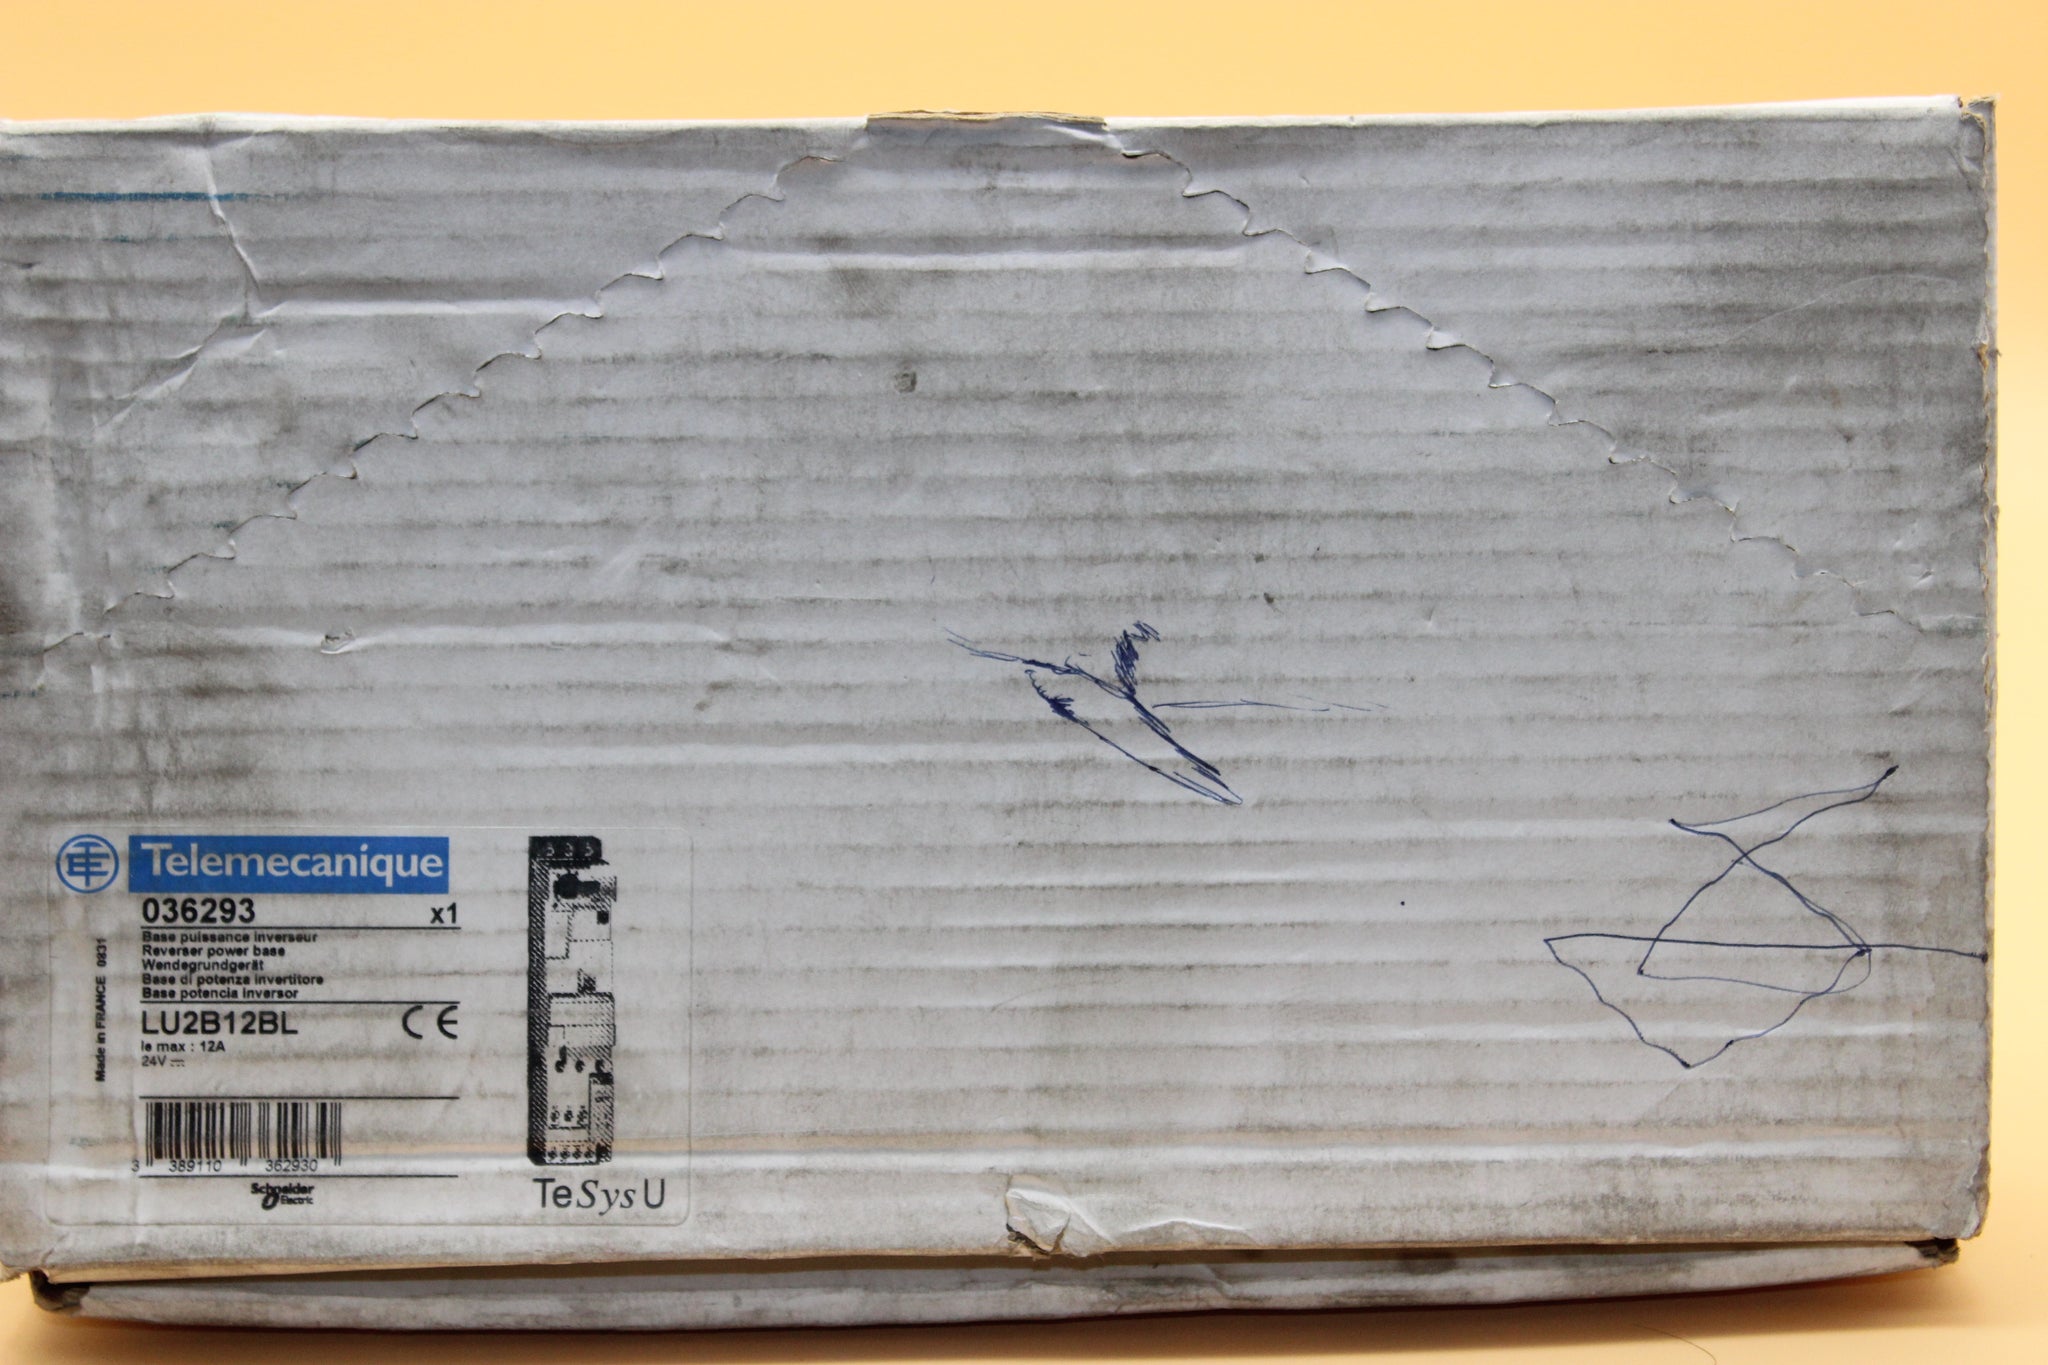 Telemecanique
036293 x1
Base puissance inverseur
Reverser power base
Wendegrundgerät
Base di potenza invertitore
Base potencia inversor
LU2B12BL CE
Ie max : 12A
24V
Made in FRANCE 0831
3 389110 362930
Schneider
Electric
TeSysU